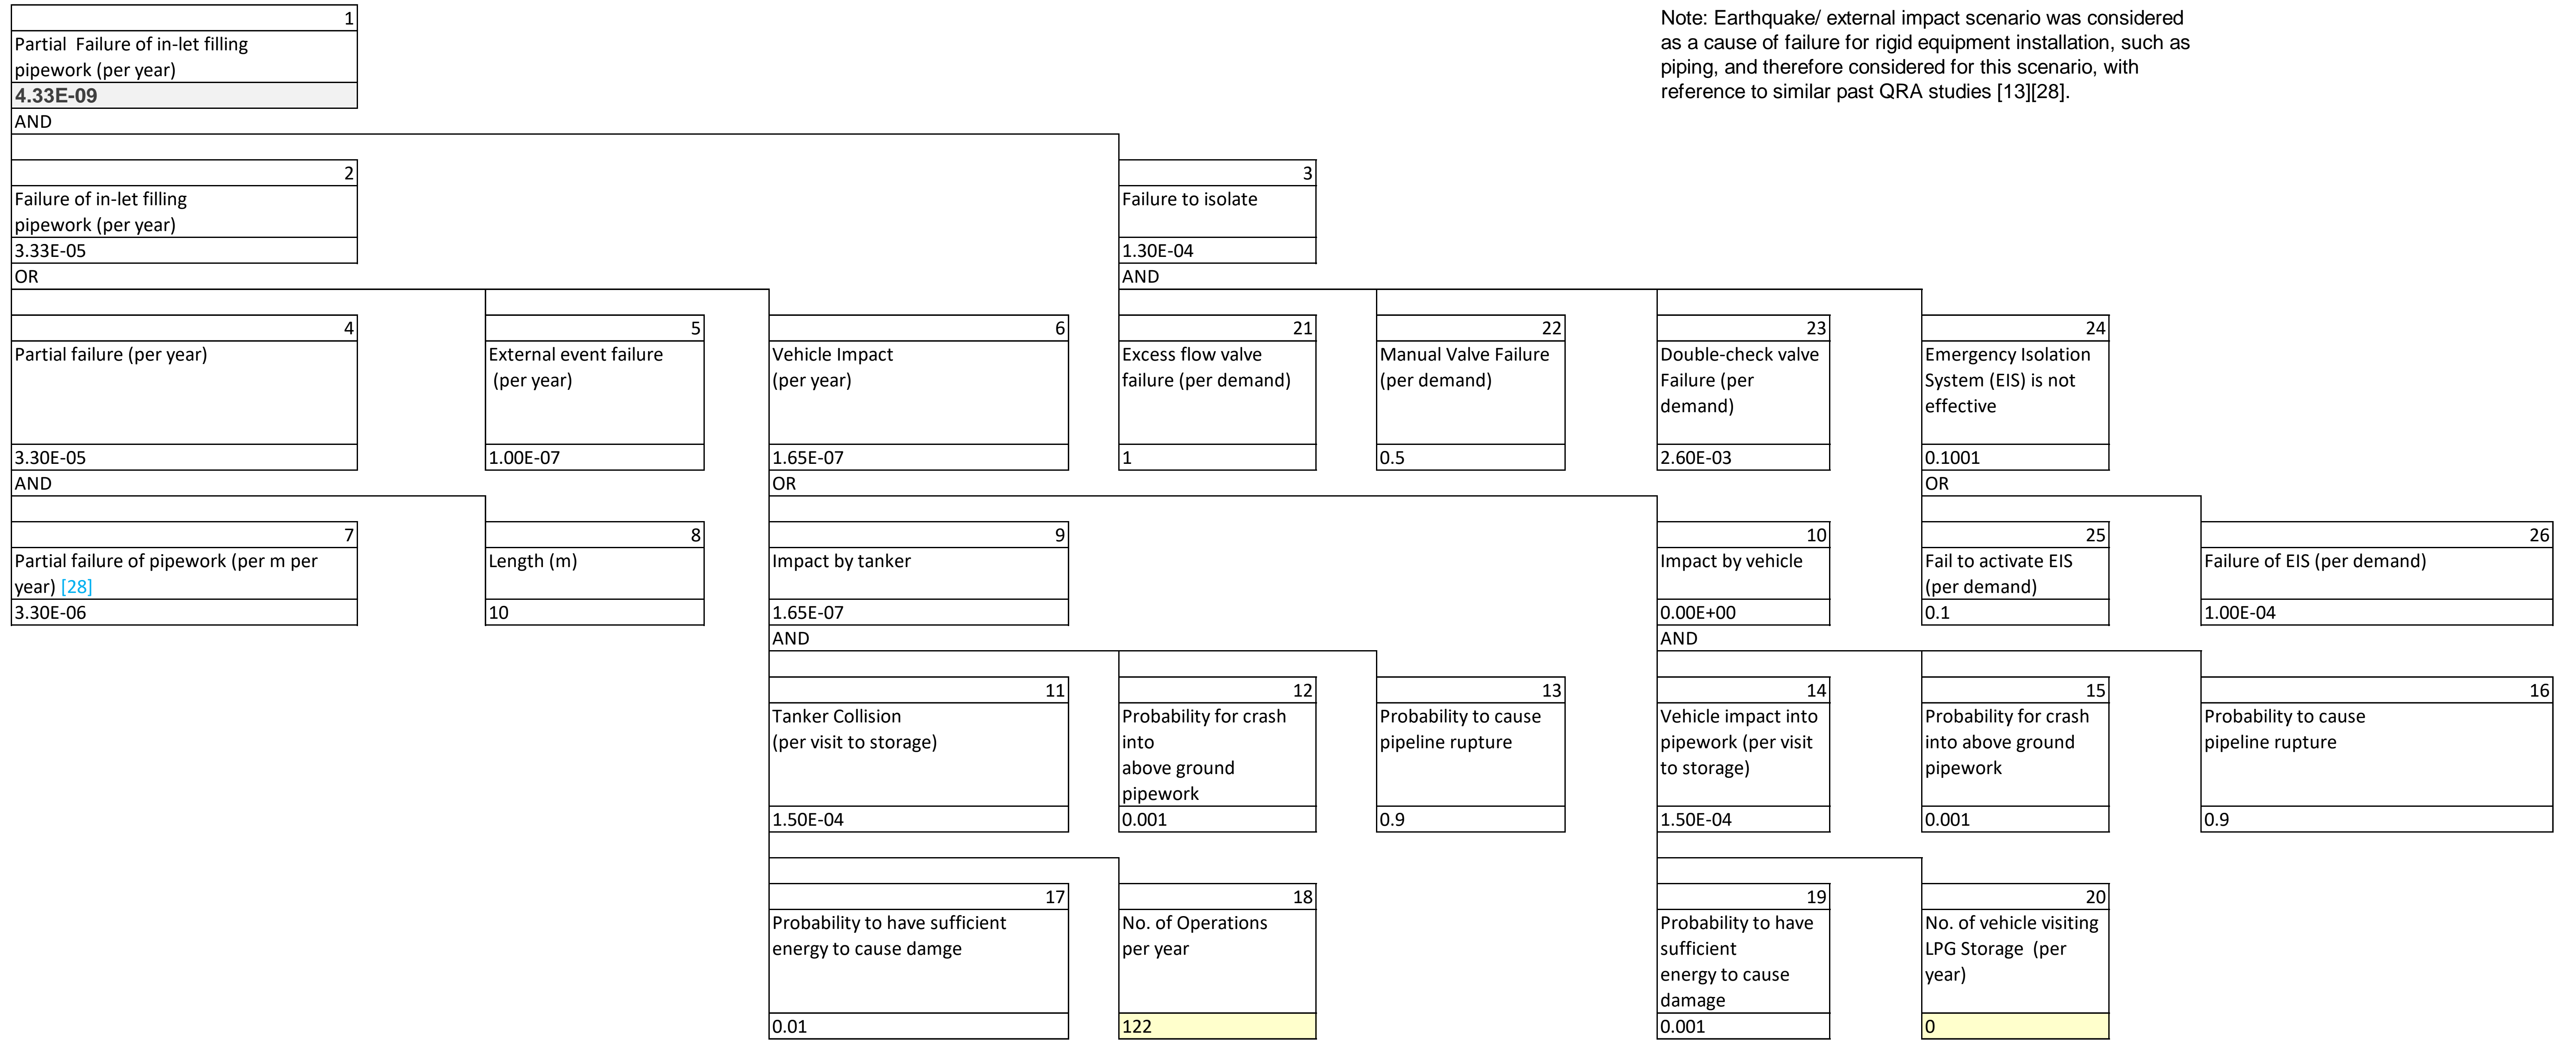 1
Partial  Failure of in-let filling
pipework (per year)
4.33E-09
AND
Note: Earthquake/ external impact scenario was considered
as a cause of failure for rigid equipment installation, such as
piping, and therefore considered for this scenario, with
reference to similar past QRA studies [13][28].
2
Failure of in-let filling
pipework (per year)
3.33E-05
OR
3
Failure to isolate
1.30E-04
AND
4
Partial failure (per year)
3.30E-05
AND
5
External event failure
(per year)
1.00E-07
6
Vehicle Impact
(per year)
1.65E-07
OR
21
Excess flow valve
failure (per demand)
1
22
Manual Valve Failure
(per demand)
0.5
23
Double-check valve
Failure (per
demand)
2.60E-03
24
Emergency Isolation
System (EIS) is not
effective
0.1001
OR
7
Partial failure of pipework (per m per
year) [28]
3.30E-06
8
Length (m)
10
9
Impact by tanker
1.65E-07
AND
10
Impact by vehicle
0.00E+00
AND
25
Fail to activate EIS
(per demand)
0.1
26
Failure of EIS (per demand)
1.00E-04
11
Tanker Collision
(per visit to storage)
1.50E-04
12
Probability for crash
into
above ground
pipework
0.001
13
Probability to cause
pipeline rupture
0.9
14
Vehicle impact into
pipework (per visit
to storage)
1.50E-04
15
Probability for crash
into above ground
pipework
0.001
16
Probability to cause
pipeline rupture
0.9
17
Probability to have sufficient
energy to cause damge
0.01
18
No. of Operations
per year
122
19
Probability to have
sufficient
energy to cause
damage
0.001
20
No. of vehicle visiting
LPG Storage  (per
year)
0